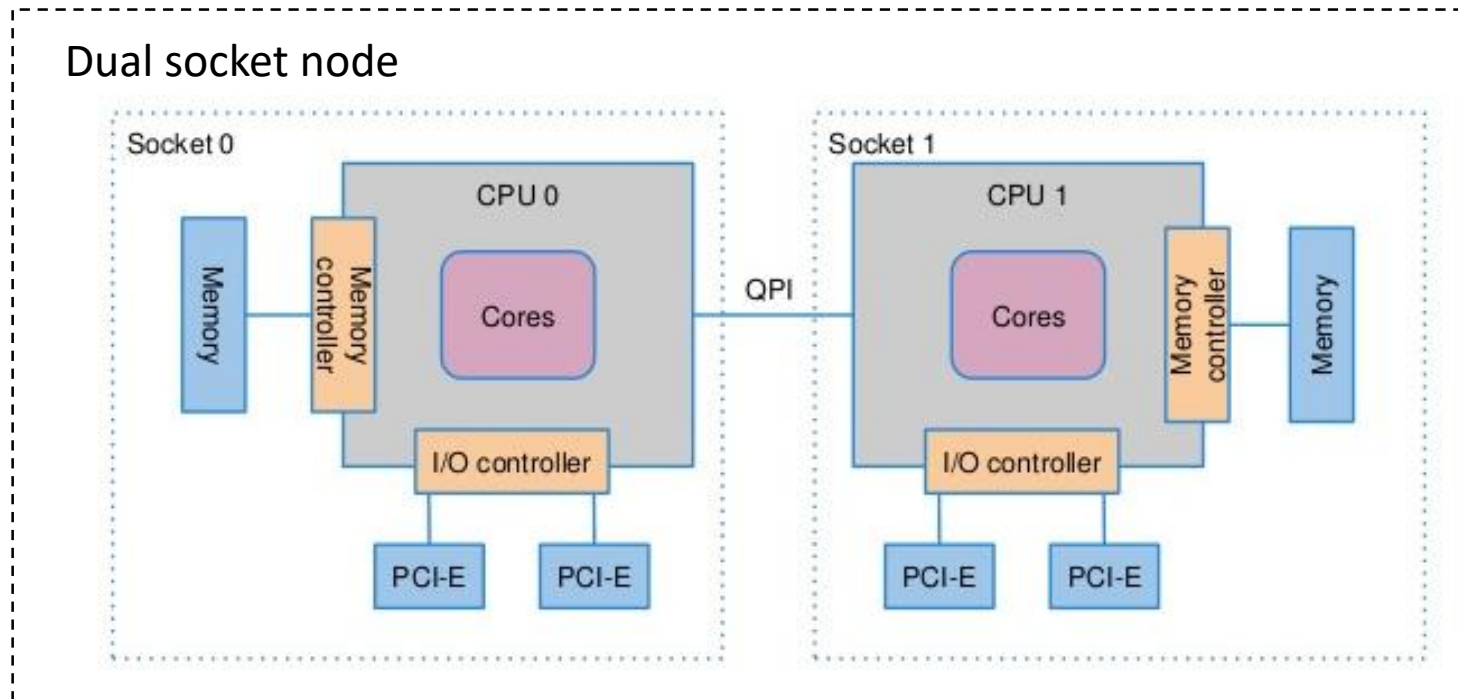 Dual socket node
Socket 0
CPU 0
Memory
Memory
controller
Cores
I/O controller
PCI-E
PCI-E
QPI
Socket 1
CPU 1
Cores
Memory
controller
Memory
I/O controller
PCI-E
PCI-E